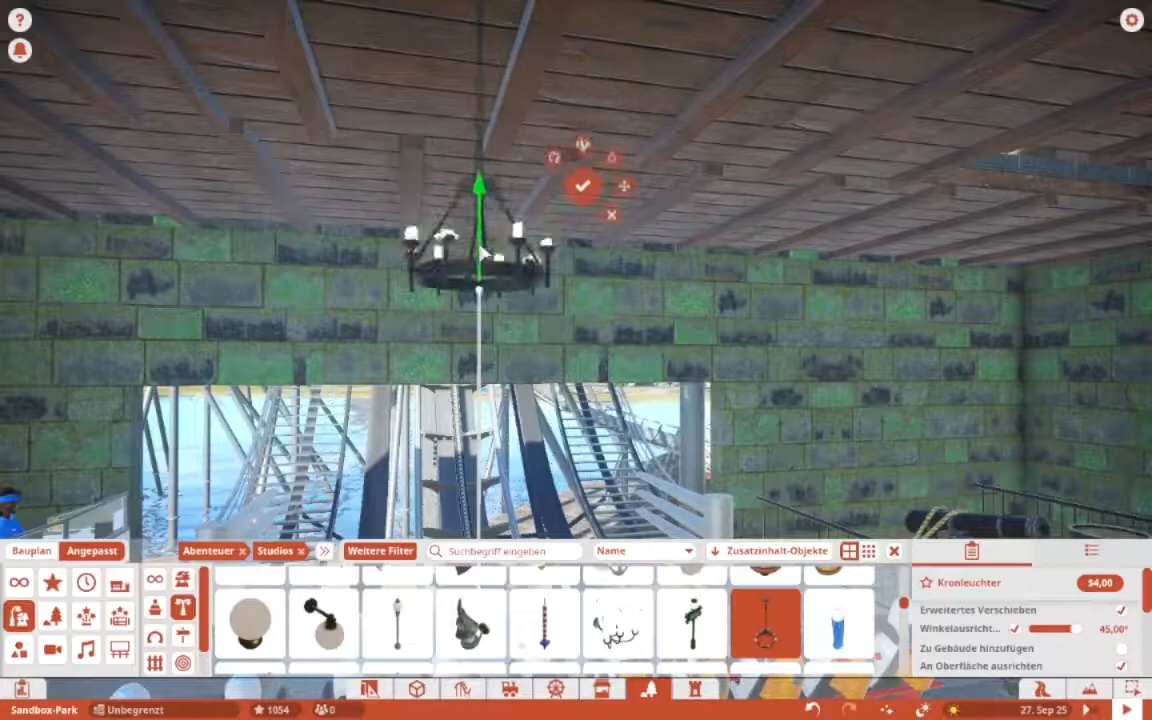 ?
Bauplan
Angepasst
Abenteuer x
Studios x
Weitere Filter
Suchbegriff eingeben
Name
Zusatzinhalt-Objekte
Kronleuchter
$4,00
Erweitertes Verschieben
Winkelausricht...
45,00°
Zu Gebäude hinzufügen
An Oberfläche ausrichten
Sandbox-Park
Unbegrenzt
1054
0
27. Sep 25